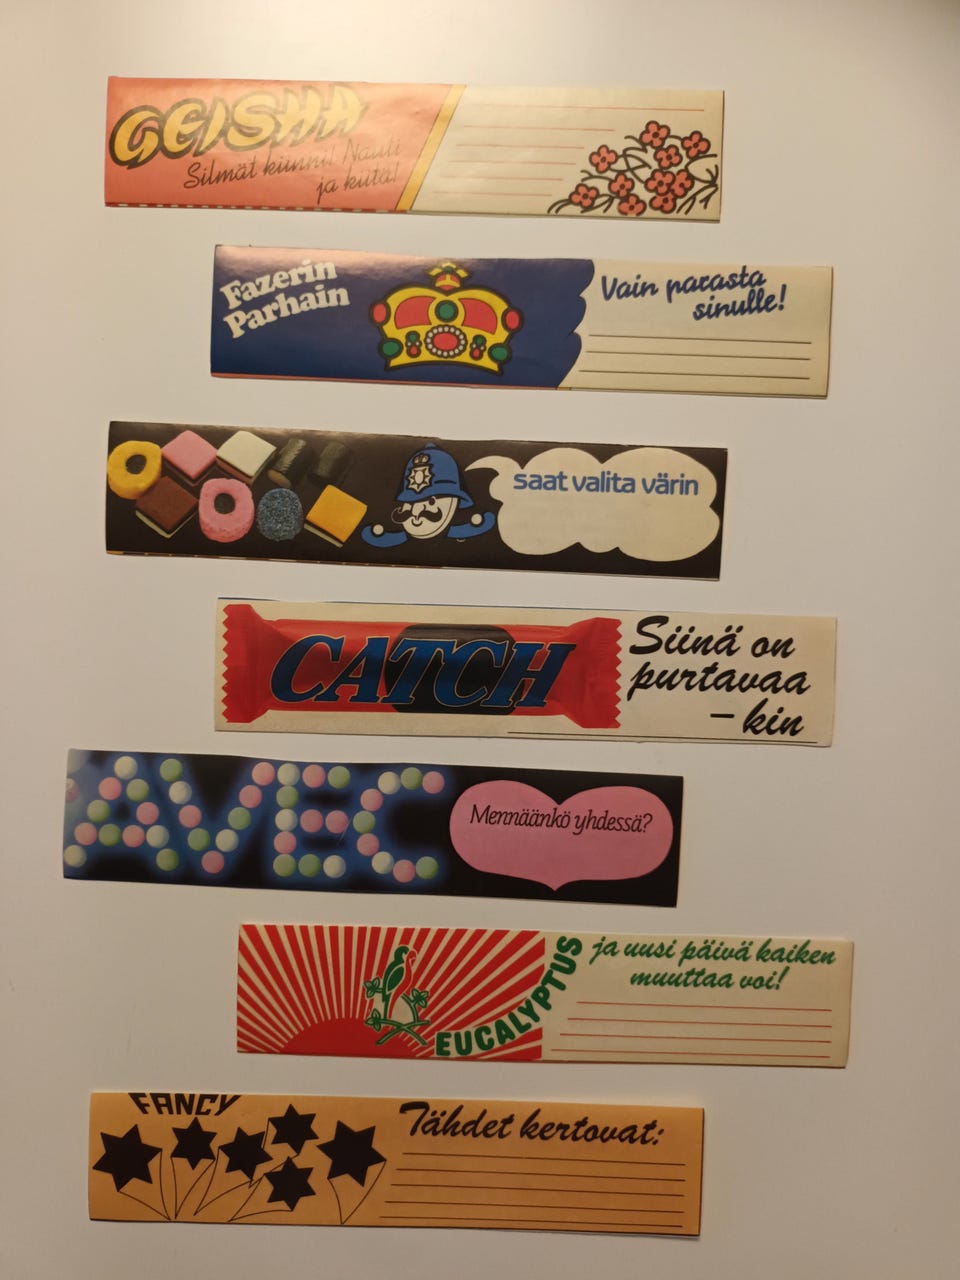 GEISHA
Silmät kiinni! Nauti
ja kiitä!
Fazerin
Parhain
Vain parasta
sinulle!
saat valita värin
CATCH
Siinä on
purtavaa
– kin
AVEC
Mennäänkö yhdessä?
EUCALYPTUS
ja uusi päivä kaiken
muuttaa voi!
FANCY
Tähdet kertovat: